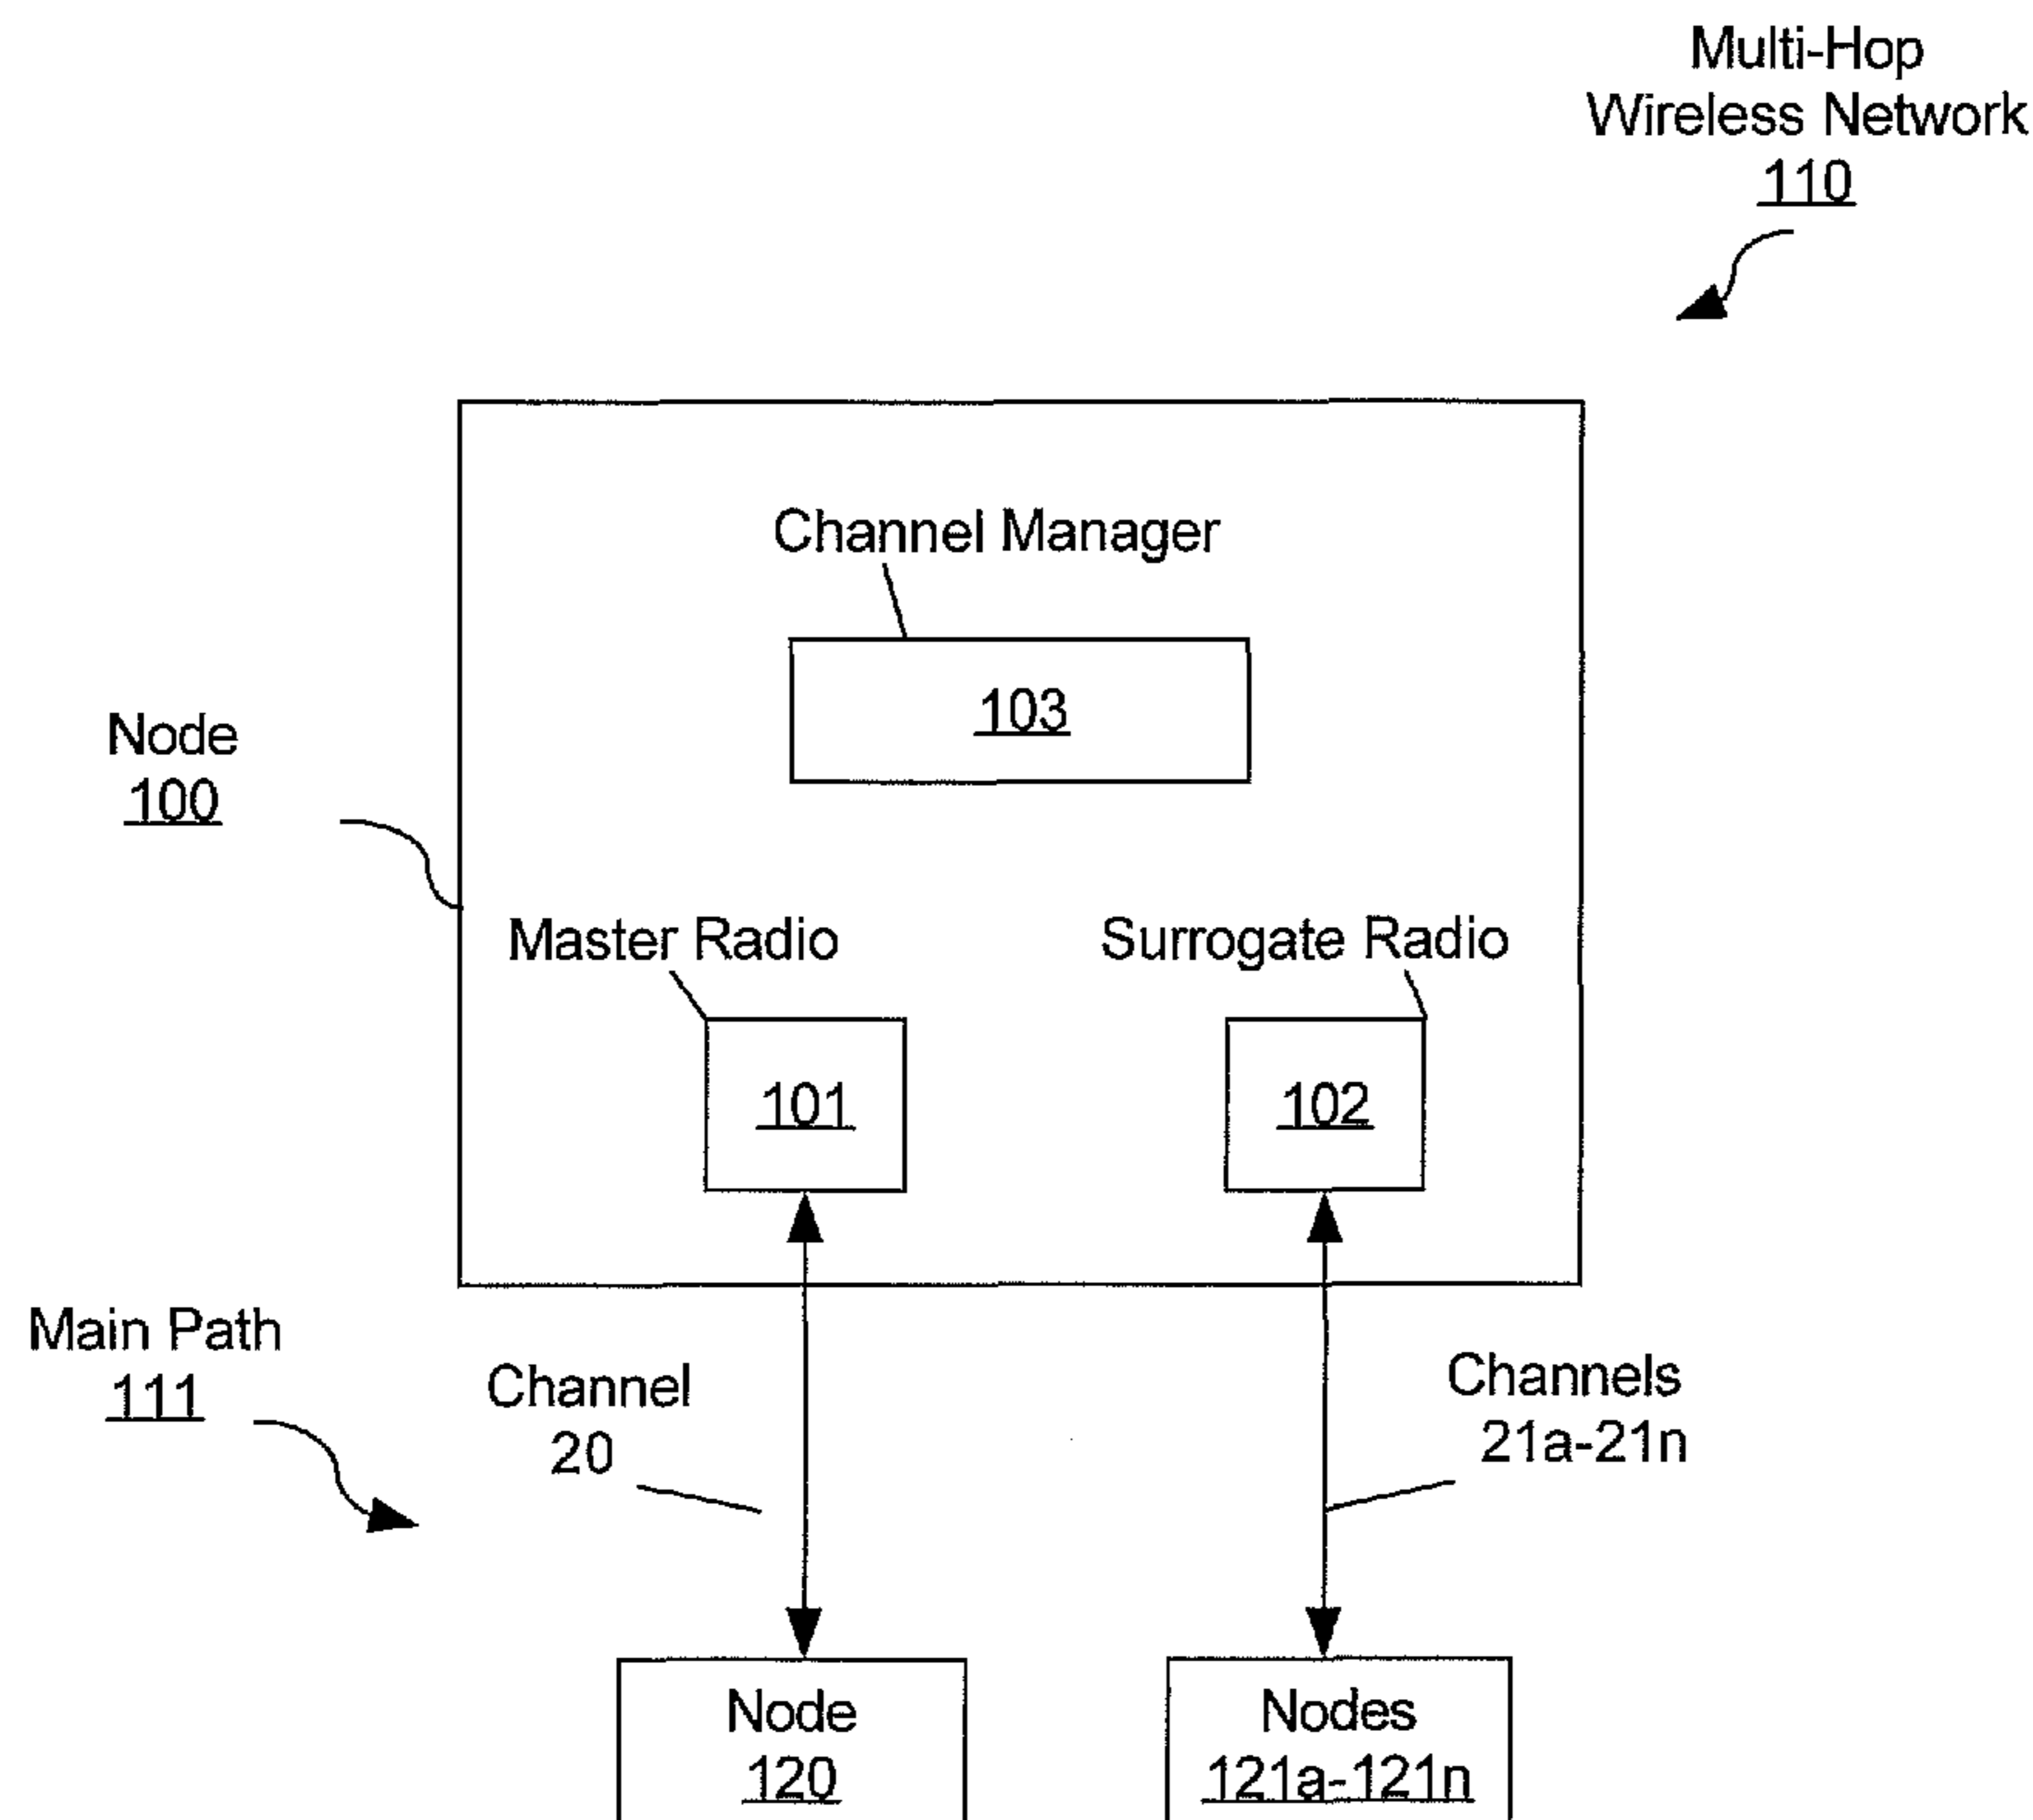 Multi-Hop
Wireless Network
110
Channel Manager
103
Node
100
Master Radio
Surrogate Radio
101
102
Main Path
111
Channel
20
Channels
21a-21n
Node
120
Nodes
121a-121n